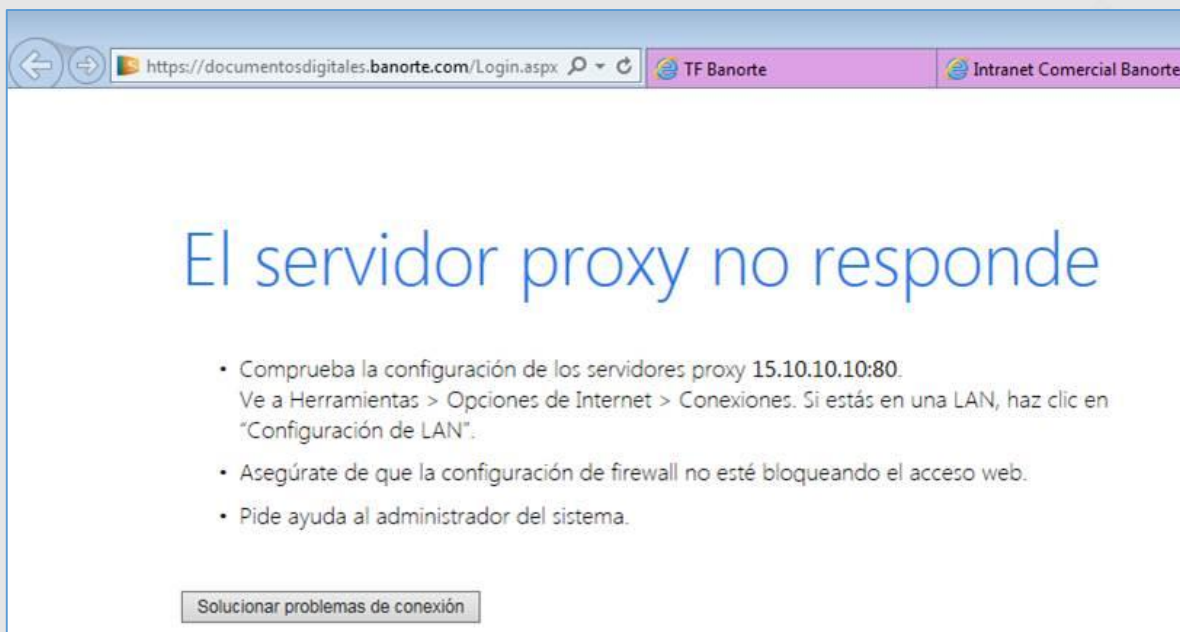 https://documentosdigitales.banorte.com/Login.aspx
TF Banorte
Intranet Comercial Banorte
El servidor proxy no responde
• Comprueba la configuración de los servidores proxy 15.10.10.10:80.
Ve a Herramientas > Opciones de Internet > Conexiones. Si estás en una LAN, haz clic en
"Configuración de LAN".
• Asegúrate de que la configuración de firewall no esté bloqueando el acceso web.
• Pide ayuda al administrador del sistema.
Solucionar problemas de conexión